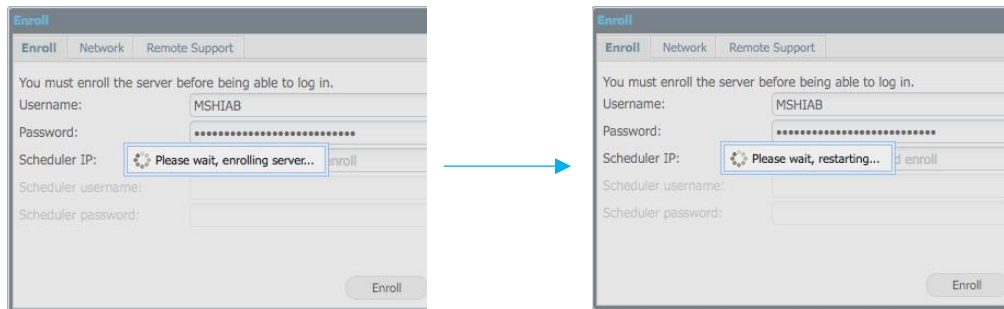 Enroll
Enroll Network Remote Support
You must enroll the server before being able to log in.
Username: MSHIAB
Password: •••••••••••••••••••••••••••
Scheduler IP: Please wait, enrolling server... enroll
Scheduler username:
Scheduler password:
Enroll
Enroll
Enroll Network Remote Support
You must enroll the server before being able to log in.
Username: MSHIAB
Password: •••••••••••••••••••••••••••
Scheduler IP: Please wait, restarting... enroll
Scheduler username:
Scheduler password:
Enroll